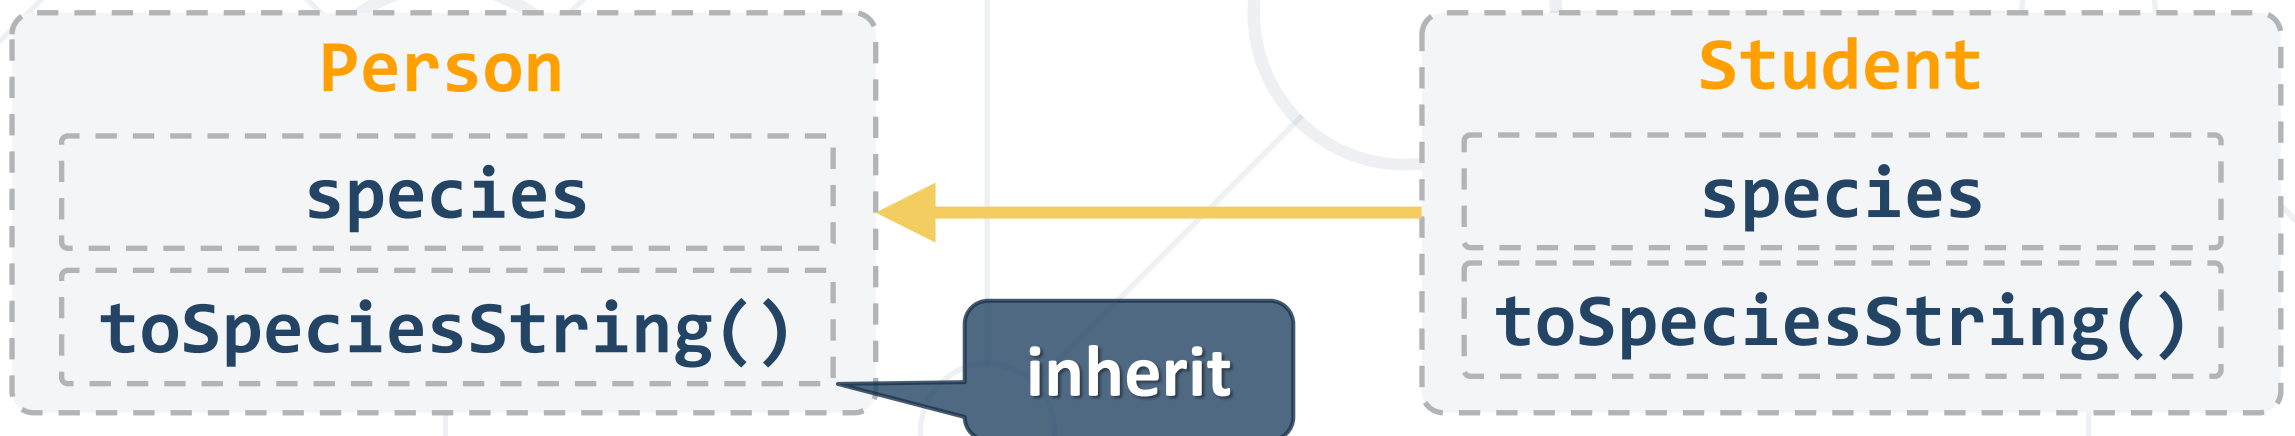 Person
species
toSpeciesString()
inherit
Student
species
toSpeciesString()